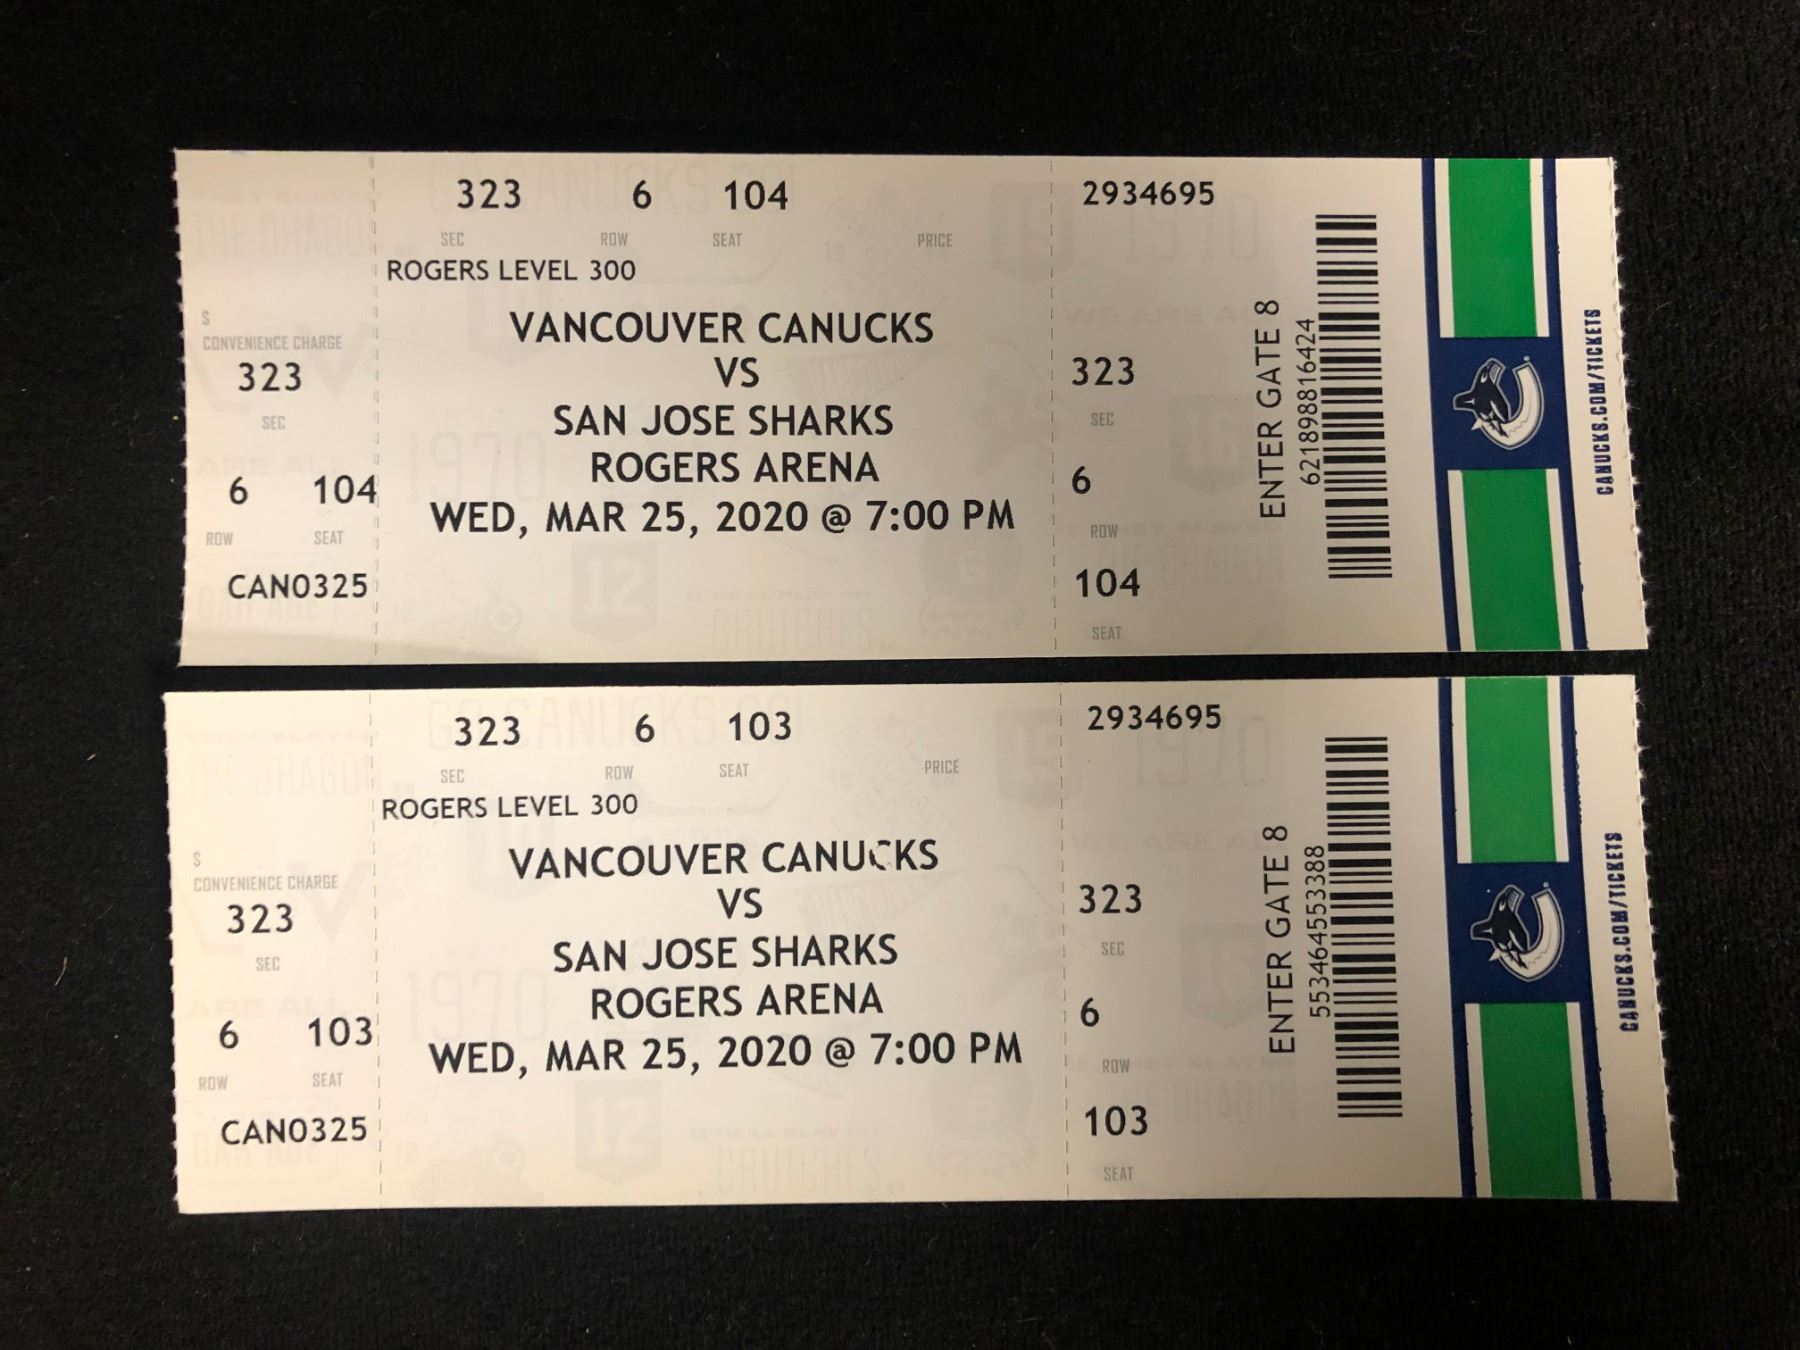 323 6 104
SEC ROW SEAT PRICE
ROGERS LEVEL 300
VANCOUVER CANUCKS
VS
SAN JOSE SHARKS
ROGERS ARENA
WED, MAR 25, 2020 @ 7:00 PM
$
CONVENIENCE CHARGE
323
SEC
6 104
ROW SEAT
CAN0325
2934695
323
SEC
6
ROW
104
SEAT
ENTER GATE 8
6218988816424
CANUCKS.COM/TICKETS
323 6 103
SEC ROW SEAT PRICE
ROGERS LEVEL 300
VANCOUVER CANUCKS
VS
SAN JOSE SHARKS
ROGERS ARENA
WED, MAR 25, 2020 @ 7:00 PM
$
CONVENIENCE CHARGE
323
SEC
6 103
ROW SEAT
CAN0325
2934695
323
SEC
6
ROW
103
SEAT
ENTER GATE 8
5534645533​88
CANUCKS.COM/TICKETS